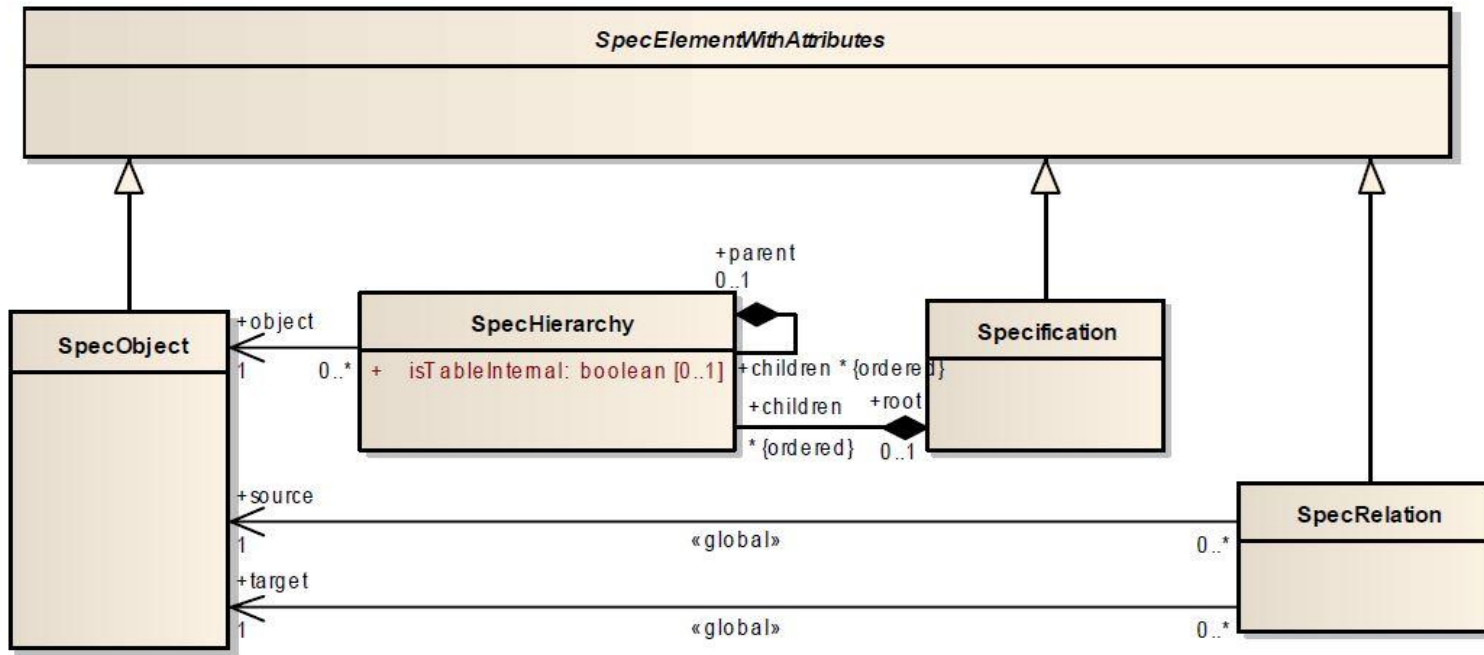 SpecElementWithAttributes
+parent
0..1
+object
SpecHierarchy
SpecObject
Specification
1
0..*
+ isTableInternal: boolean [0..1]
+children * {ordered}
+children
+root
* {ordered}
0..1
+source
SpecRelation
1
«global»
0..*
+target
1
«global»
0..*